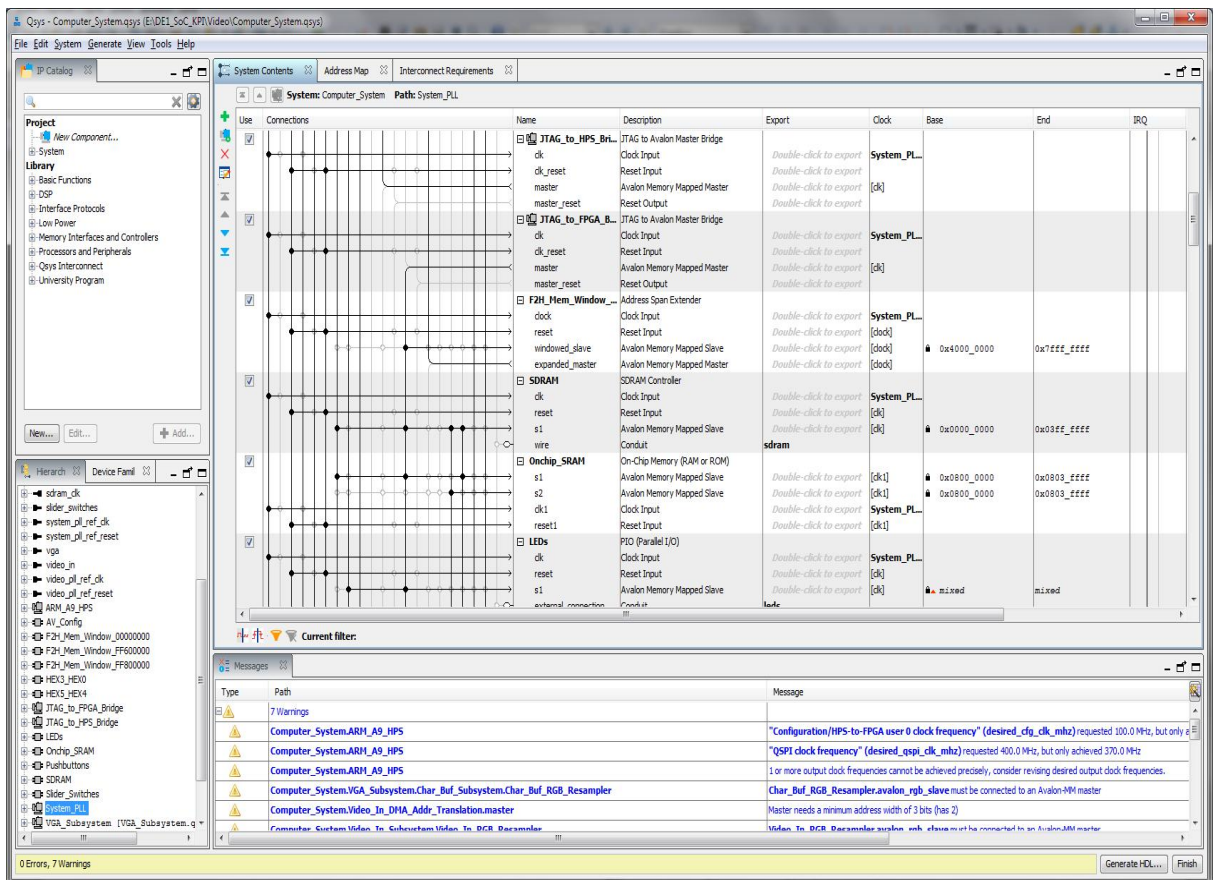 Qsys - Computer_System.qsys (E:\DE1_SoC_KPI\Video\Computer_System.qsys)
File Edit System Generate View Tools Help
IP Catalog
Project
New Component...
System
Library
Basic Functions
DSP
Interface Protocols
Low Power
Memory Interfaces and Controllers
Processors and Peripherals
Qsys Interconnect
University Program
New... Edit... Add...
Hierarch Device Famil
sdram_clk
slider_switches
system_pll_ref_clk
system_pll_ref_reset
vga
video_in
video_pll_ref_clk
video_pll_ref_reset
ARM_A9_HPS
AV_Config
F2H_Mem_Window_00000000
F2H_Mem_Window_FF600000
F2H_Mem_Window_FF800000
HEX3_HEX0
HEX5_HEX4
JTAG_to_FPGA_Bridge
JTAG_to_HPS_Bridge
LEDs
Onchip_SRAM
Pushbuttons
SDRAM
Slider_Switches
System_PLL
VGA_Subsystem [VGA_Subsystem.q
System Contents Address Map Interconnect Requirements
System: Computer_System Path: System_PLL
Use Connections Name Description Export Clock Base End IRQ
JTAG_to_HPS_Bri... JTAG to Avalon Master Bridge
clk Clock Input Double-click to export System_PL...
clk_reset Reset Input Double-click to export
master Avalon Memory Mapped Master Double-click to export [clk]
master_reset Reset Output Double-click to export
JTAG_to_FPGA_B... JTAG to Avalon Master Bridge
clk Clock Input Double-click to export System_PL...
clk_reset Reset Input Double-click to export
master Avalon Memory Mapped Master Double-click to export [clk]
master_reset Reset Output Double-click to export
F2H_Mem_Window_... Address Span Extender
clock Clock Input Double-click to export System_PL...
reset Reset Input Double-click to export [clock]
windowed_slave Avalon Memory Mapped Slave Double-click to export [clock] 0x4000_0000 0x7fff_ffff
expanded_master Avalon Memory Mapped Master Double-click to export [clock]
SDRAM SDRAM Controller
clk Clock Input Double-click to export System_PL...
reset Reset Input Double-click to export [clk]
s1 Avalon Memory Mapped Slave Double-click to export [clk] 0x0000_0000 0x03ff_ffff
wire Conduit sdram
Onchip_SRAM On-Chip Memory (RAM or ROM)
s1 Avalon Memory Mapped Slave Double-click to export [clk1] 0x0800_0000 0x0803_ffff
s2 Avalon Memory Mapped Slave Double-click to export [clk1] 0x0800_0000 0x0803_ffff
clk1 Clock Input Double-click to export System_PL...
reset1 Reset Input Double-click to export [clk1]
LEDs PIO (Parallel I/O)
clk Clock Input Double-click to export System_PL...
reset Reset Input Double-click to export [clk]
s1 Avalon Memory Mapped Slave Double-click to export [clk] mixed mixed
external_connection Conduit leds
Current filter:
Messages
Type Path Message
7 Warnings
Computer_System.ARM_A9_HPS "Configuration/HPS-to-FPGA user 0 clock frequency" (desired_cfg_clk_mhz) requested 100.0 MHz, but only a
Computer_System.ARM_A9_HPS "QSPI clock frequency" (desired_qspi_clk_mhz) requested 400.0 MHz, but only achieved 370.0 MHz
Computer_System.ARM_A9_HPS 1 or more output clock frequencies cannot be achieved precisely, consider revising desired output clock frequencies.
Computer_System.VGA_Subsystem.Char_Buf_Subsystem.Char_Buf_RGB_Resampler Char_Buf_RGB_Resampler.avalon_rgb_slave must be connected to an Avalon-MM master
Computer_System.Video_In_DMA_Addr_Translation.master Master needs a minimum address width of 3 bits (has 2)
Computer_System.Video_In_Subsystem.Video_In_RGB_Resampler Video_In_RGB_Resampler.avalon_rgb_slave must be connected to an Avalon-MM master
0 Errors, 7 Warnings
Generate HDL... Finish